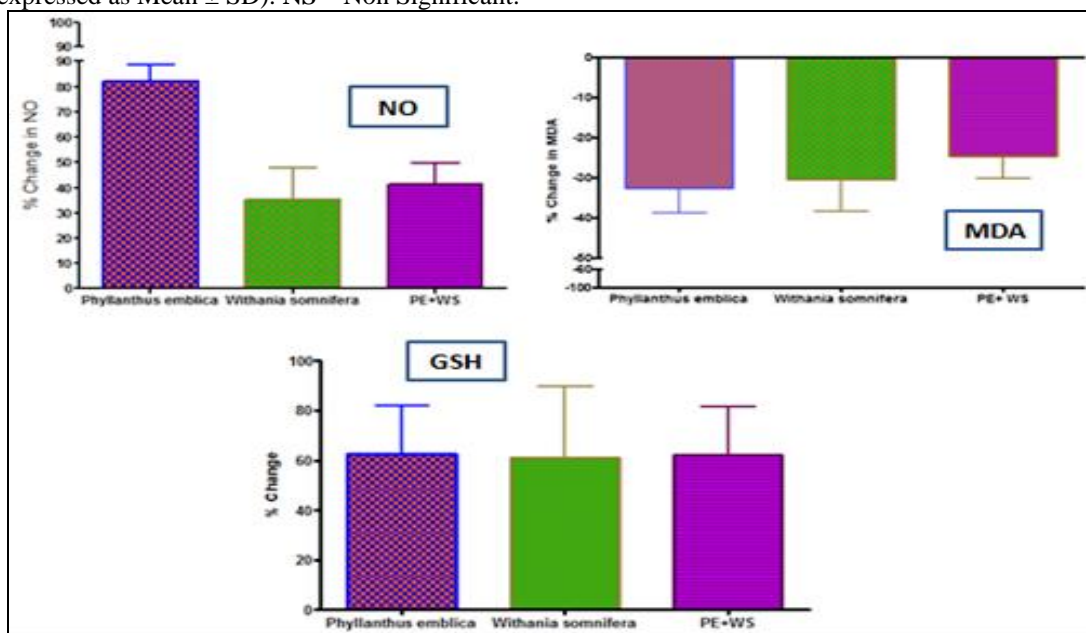 expressed as Mean ± SD). NS – Non Significant.
100
90
90
80
70
60
50
40
30
20
10
0
% Change in NO
NO
Phyllanthus emblica Withania somnifera PE+WS
0
-10
-20
-30
-40
-50
-60
-100
% Change in MDA
MDA
Phyllanthus emblica Withania somnifera PE+ WS
100
80
60
40
20
0
% Change
GSH
Phyllanthus emblica Withania somnifera PE+WS